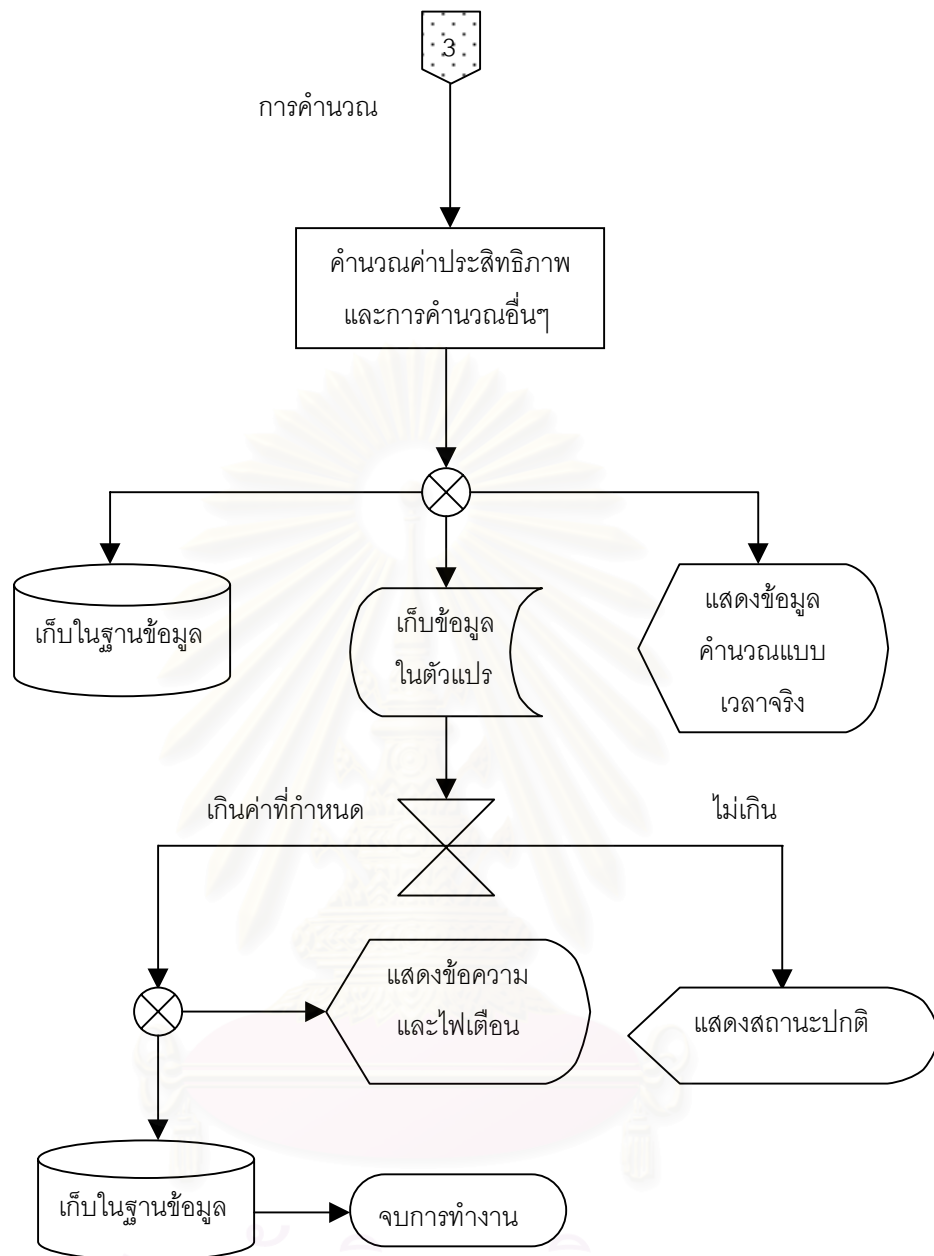 3
การคำนวณ
คำนวณค่าประสิทธิภาพ
และการคำนวณอื่นๆ
เก็บในฐานข้อมูล
เก็บข้อมูล
ในตัวแปร
แสดงข้อมูล
คำนวณแบบ
เวลาจริง
เกินค่าที่กำหนด
ไม่เกิน
แสดงข้อความ
และไฟเตือน
แสดงสถานะปกติ
เก็บในฐานข้อมูล
จบการทำงาน